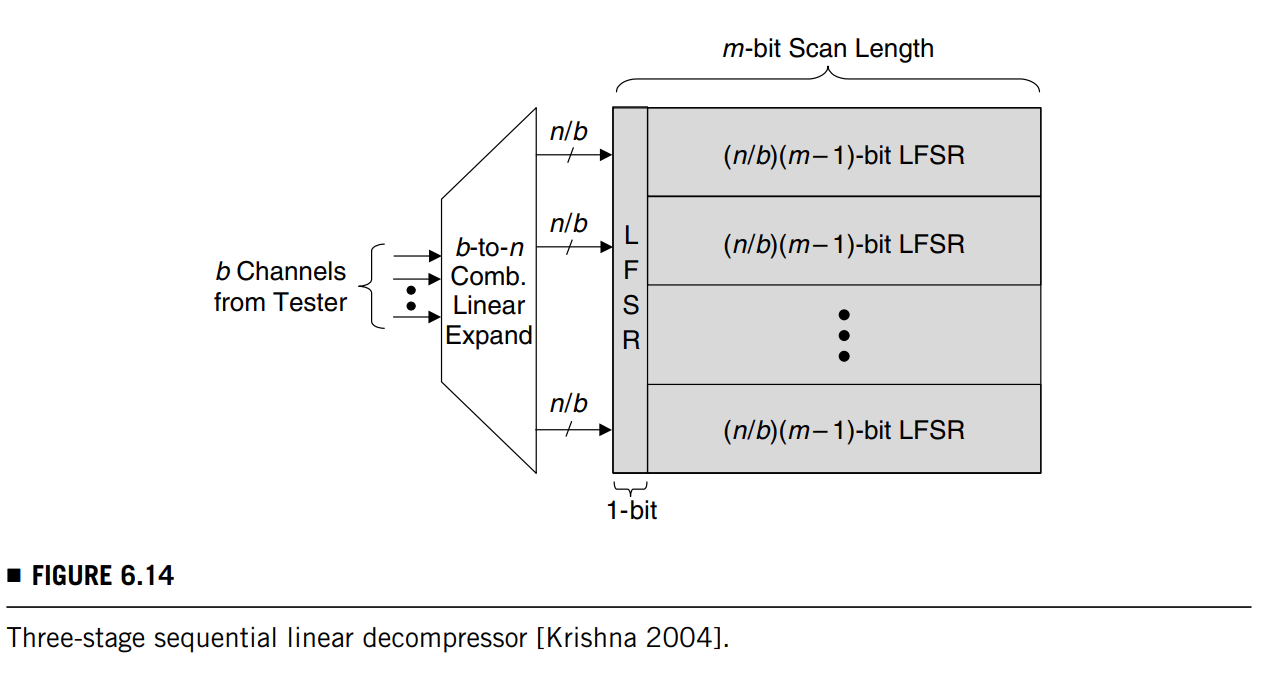 m-bit Scan Length
n/b
(n/b)(m–1)-bit LFSR
n/b
(n/b)(m–1)-bit LFSR
b Channels
from Tester
b-to-n
Comb.
Linear
Expand
L
F
S
R
n/b
(n/b)(m–1)-bit LFSR
1-bit
■ FIGURE 6.14
Three-stage sequential linear decompressor [Krishna 2004].